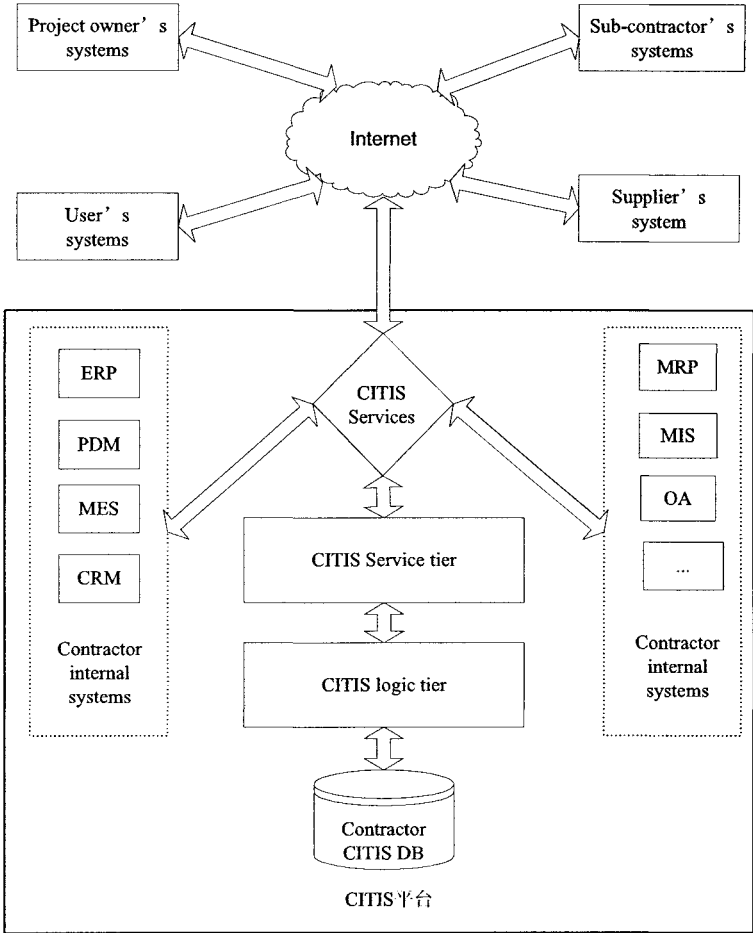 Project owner’s
systems
Sub-contractor’s
systems
Internet
User’s
systems
Supplier’s
system
ERP
PDM
MES
CRM
Contractor
internal
systems
CITIS
Services
MRP
MIS
OA
...
Contractor
internal
systems
CITIS Service tier
CITIS logic tier
Contractor
CITIS DB
CITIS平台